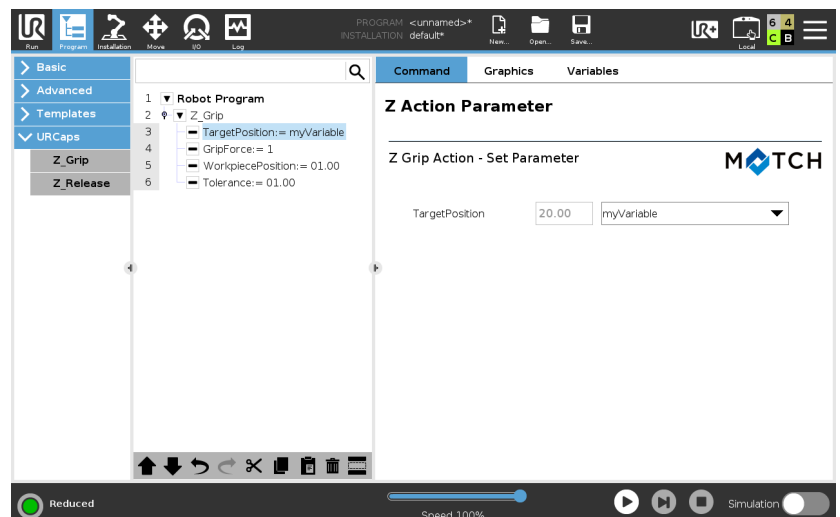 PROGRAM <unnamed>*
INSTALLATION default*
UR
Run
Program
Installation
Move
I/O
Log
New...
Open...
Save...
UR+
Local
6 4
C B
Basic
Advanced
Templates
URCaps
Z_Grip
Z_Release
1 Robot Program
2 Z_Grip
3 TargetPosition:= myVariable
4 GripForce:= 1
5 WorkpiecePosition:= 01.00
6 Tolerance:= 01.00
Command Graphics Variables
Z Action Parameter
Z Grip Action - Set Parameter
MATCH
TargetPosition 20.00 myVariable
Reduced
Speed 100%
Simulation